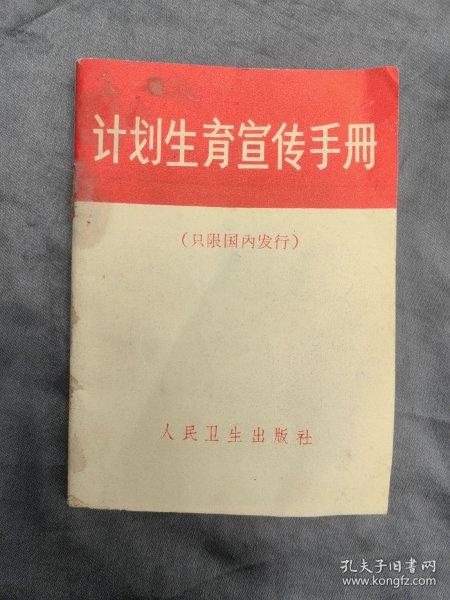 计划生育宣传手册
(只限国内发行)
人民卫生出版社
孔夫子旧书网
www.kongfz.com